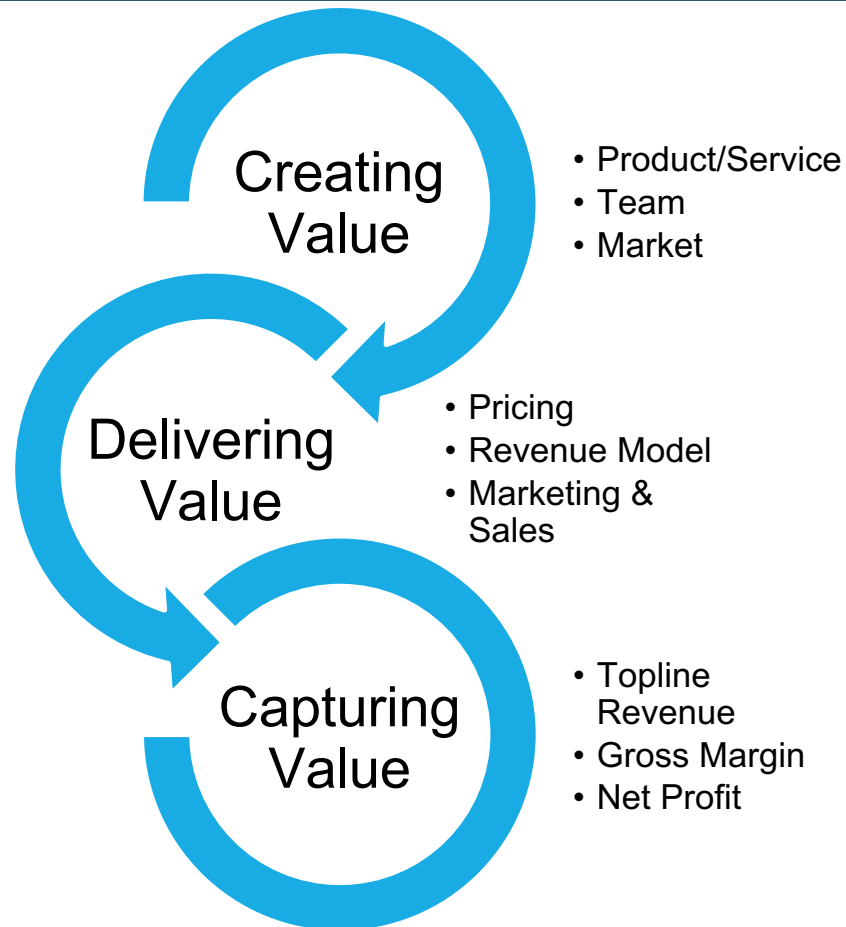 Creating
Value
• Product/Service
• Team
• Market
Delivering
Value
• Pricing
• Revenue Model
• Marketing &
Sales
Capturing
Value
• Topline
Revenue
• Gross Margin
• Net Profit